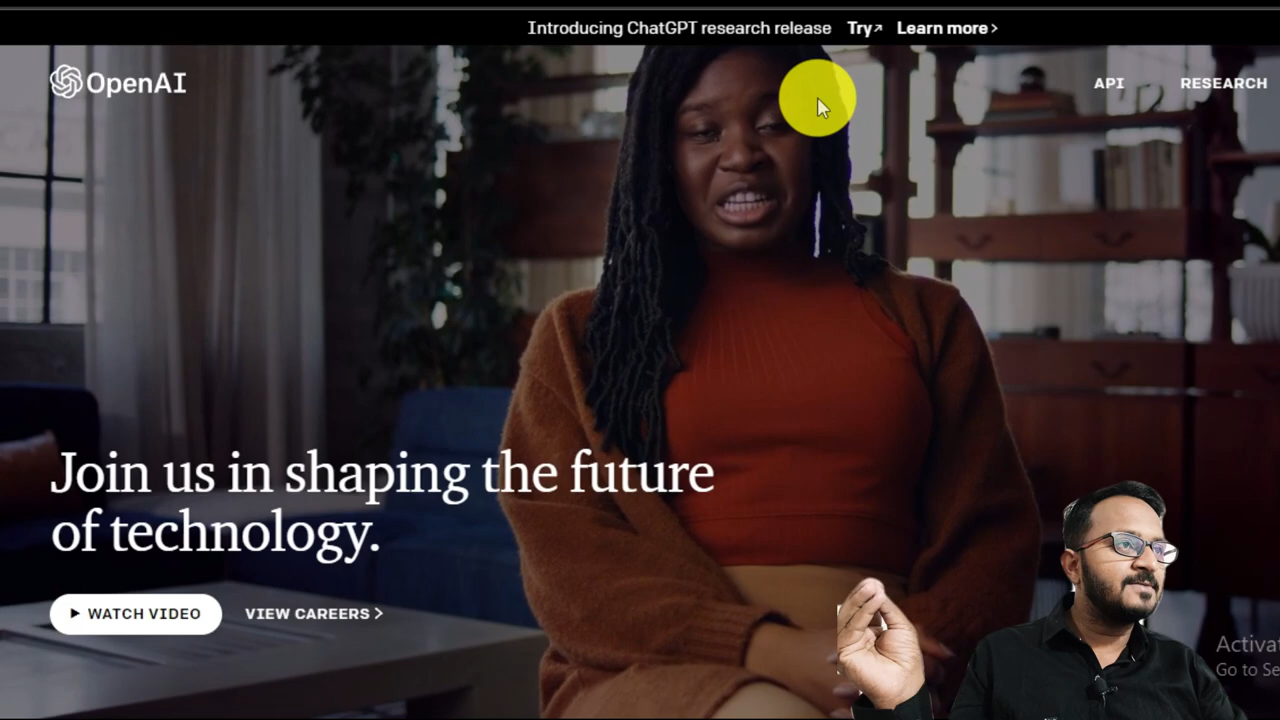 Introducing ChatGPT research release Try↗ Learn more >
OpenAI
API RESEARCH
Join us in shaping the future
of technology.
▶ WATCH VIDEO VIEW CAREERS >
Go to Se